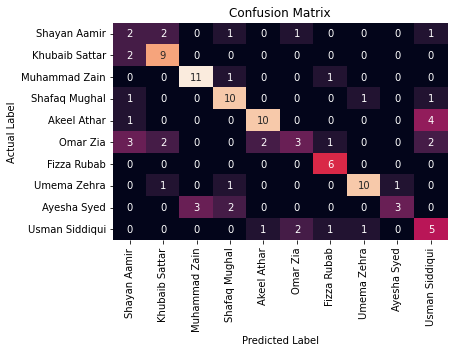 Confusion Matrix
Shayan Aamir 2 2 0 1 0 1 0 0 0 1
Khubaib Sattar 2 9 0 0 0 0 0 0 0 0
Muhammad Zain 0 0 11 1 0 0 1 0 0 0
Shafaq Mughal 1 0 0 10 0 0 0 1 0 1
Akeel Athar 1 0 0 0 10 0 0 0 0 4
Omar Zia 3 2 0 0 2 3 1 0 0 2
Fizza Rubab 0 0 0 0 0 0 6 0 0 0
Umema Zehra 0 1 0 1 0 0 0 10 1 0
Ayesha Syed 0 0 3 2 0 0 0 0 3 0
Usman Siddiqui 0 0 0 0 1 2 1 1 0 5
Actual Label
Shayan Aamir
Khubaib Sattar
Muhammad Zain
Shafaq Mughal
Akeel Athar
Omar Zia
Fizza Rubab
Umema Zehra
Ayesha Syed
Usman Siddiqui
Predicted Label